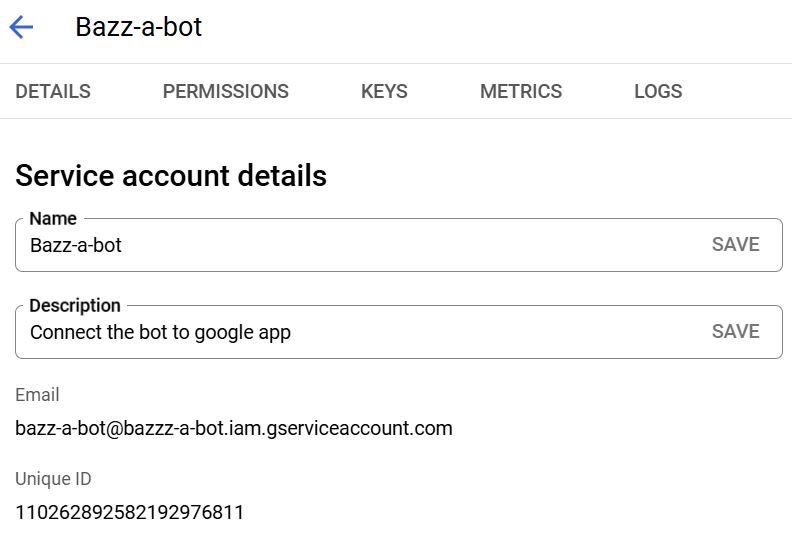 Bazz-a-bot
DETAILS PERMISSIONS KEYS METRICS LOGS
Service account details
Name
Bazz-a-bot SAVE
Description
Connect the bot to google app SAVE
Email
bazz-a-bot@bazzz-a-bot.iam.gserviceaccount.com
Unique ID
110262892582192976811